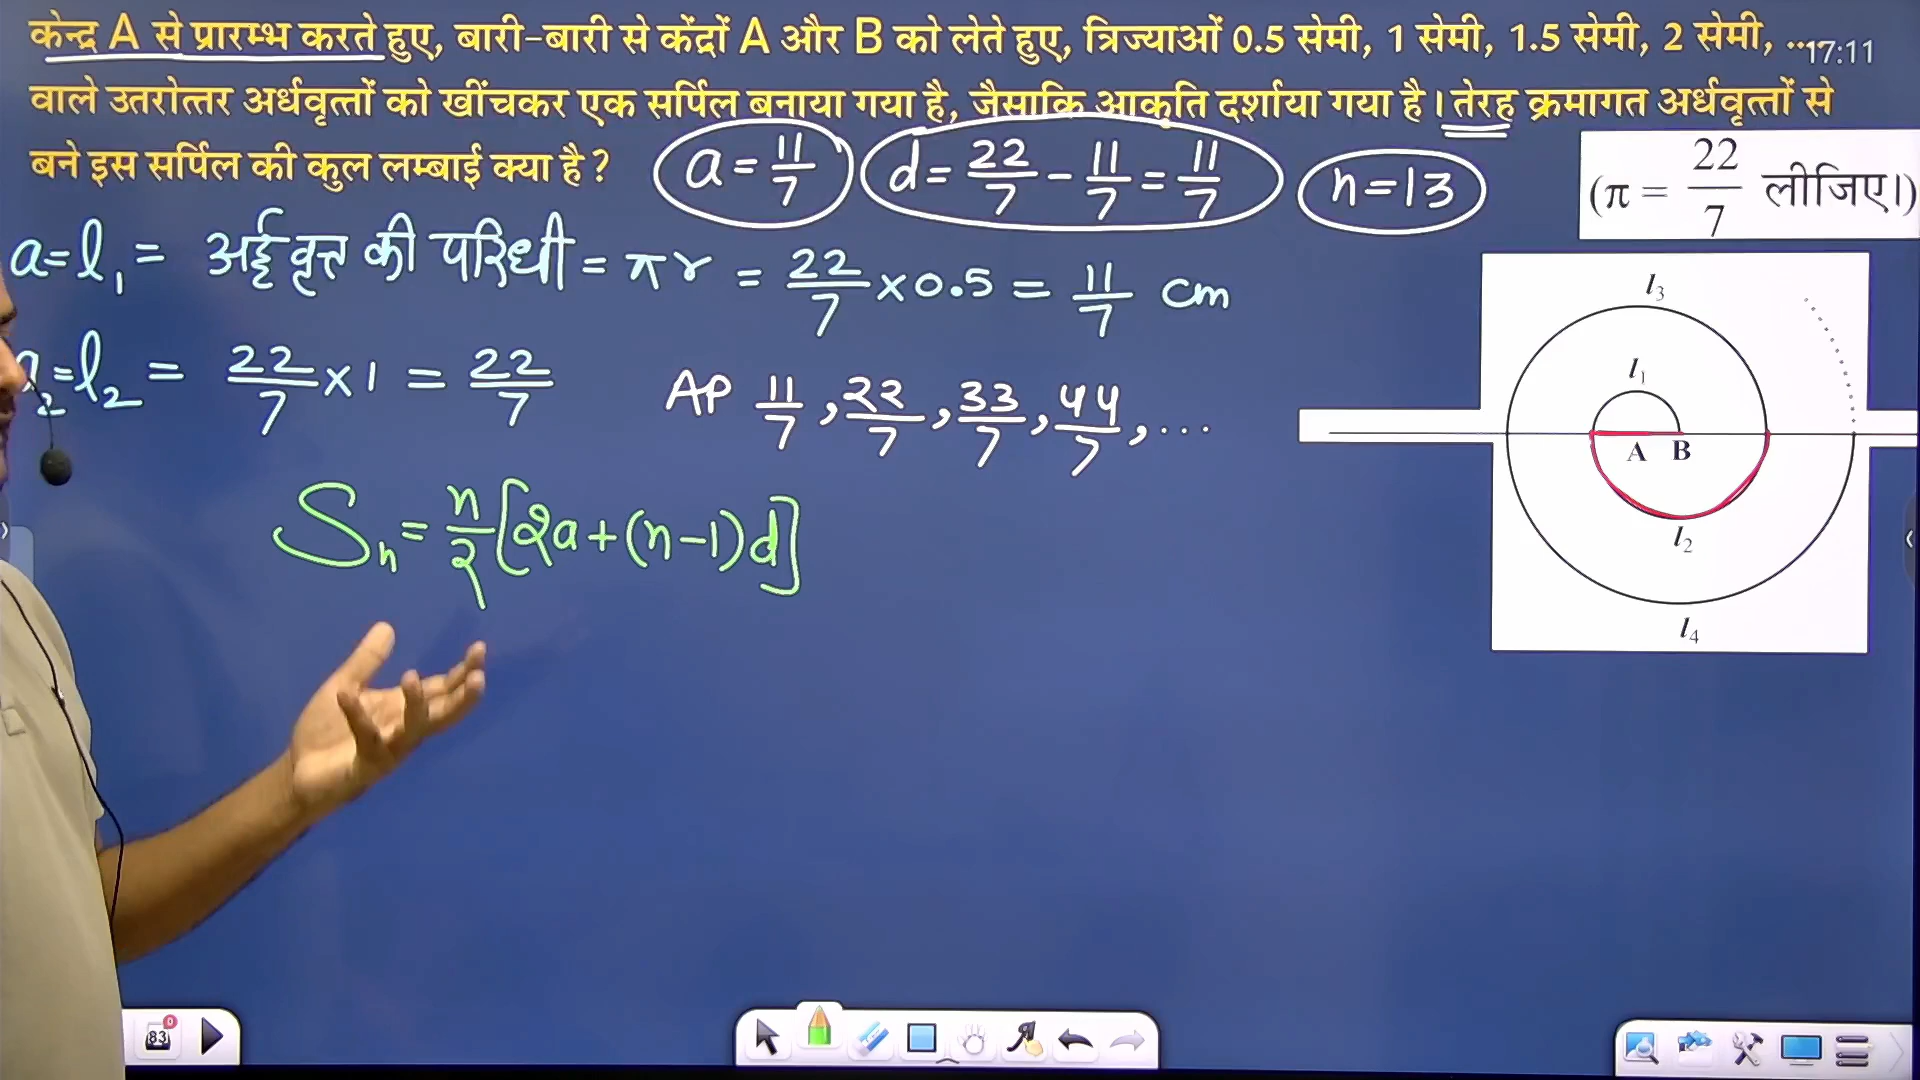 केन्द्र A से प्रारम्भ करते हुए, बारी-बारी से केंद्रों A और B को लेते हुए, त्रिज्याओं 0.5 सेमी, 1 सेमी, 1.5 सेमी, 2 सेमी, ....
17:11
वाले उतरोत्तर अर्धवृत्तों को खींचकर एक सर्पिल बनाया गया है, जैसाकि आकृति दर्शाया गया है। तेरह क्रमागत अर्धवृत्तों से
बने इस सर्पिल की कुल लम्बाई क्या है ?
a = 11/7 d = 22/7 - 11/7 = 11/7 n = 13
(π = 22/7 लीजिए।)
a = l₁ = अर्द्धवृत्त की परिधी = πr = 22/7 × 0.5 = 11/7 cm
₂ = l₂ = 22/7 × 1 = 22/7
AP 11/7, 22/7, 33/7, 44/7, ...
Sₙ = n/2 [2a + (n-1)d]
l₃
l₁
A B
l₂
l₄
83
0